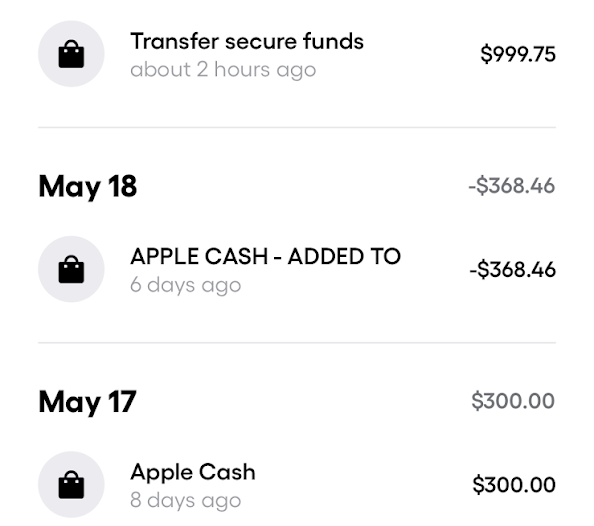 Transfer secure funds
$999.75
about 2 hours ago
May 18
-$368.46
APPLE CASH - ADDED TO
-$368.46
6 days ago
May 17
$300.00
Apple Cash
$300.00
8 days ago